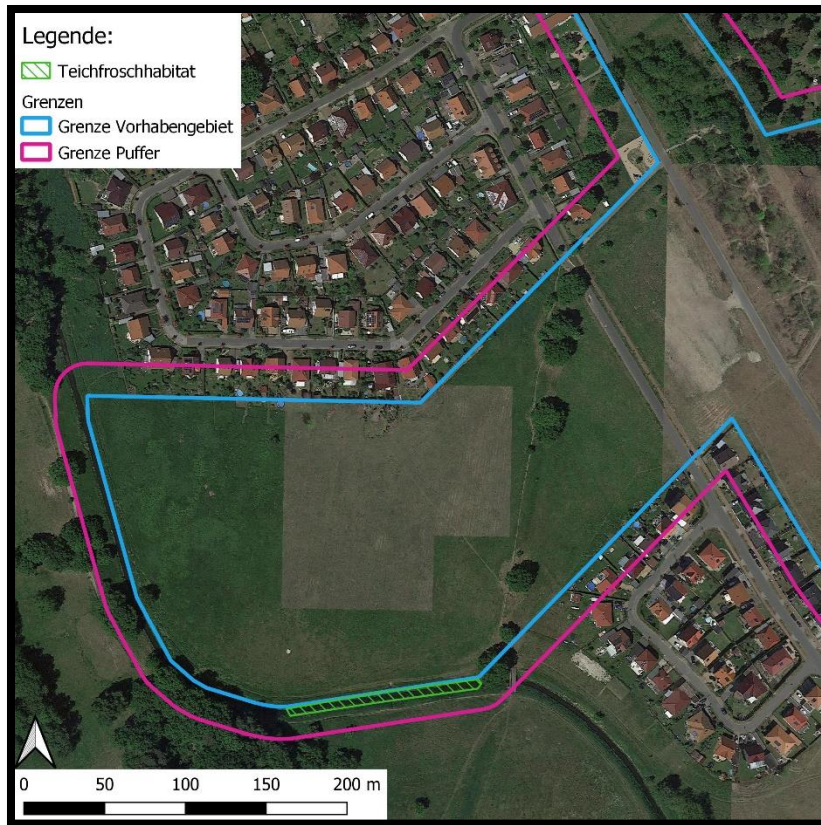 Legende:
Teichfroschhabitat
Grenzen
Grenze Vorhabengebiet
Grenze Puffer
0 50 100 150 200 m